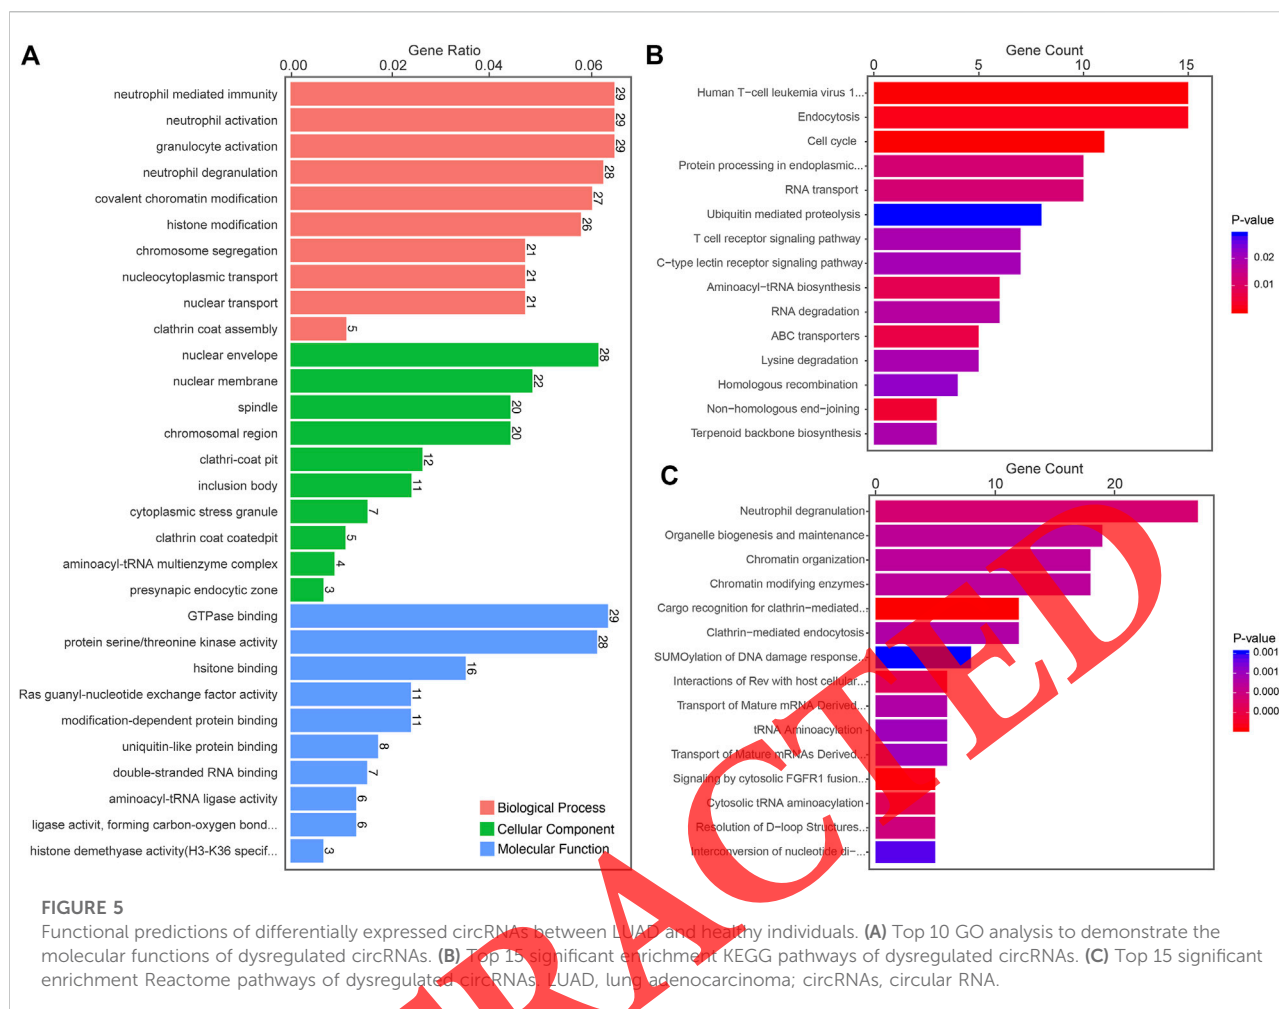 A
Gene Ratio
0.00 0.02 0.04 0.06
neutrophil mediated immunity 29
neutrophil activation 29
granulocyte activation 29
neutrophil degranulation 28
covalent choromatin modification 27
histone modification 26
chromosome segregation 21
nucleocytoplasmic transport 21
nuclear transport 21
clathrin coat assembly 5
nuclear envelope 28
nuclear membrane 22
spindle 20
chromosomal region 20
clathri-coat pit 12
inclusion body 11
cytoplasmic stress granule 7
clathrin coat coatedpit 5
aminoacyl-tRNA multienzyme complex 4
presynapic endocytic zone 3
GTPase binding 29
protein serine/threonine kinase activity 28
hsitone binding 16
Ras guanyl-nucleotide exchange factor activity 11
modification-dependent protein binding 11
uniquitin-like protein binding 8
double-stranded RNA binding 7
aminoacyl-tRNA ligase activity 6
ligase activit, forming carbon-oxygen bond... 6
histone demethyase activity(H3-K36 specif... 3
Biological Process
Cellular Component
Molecular Function
B
Gene Count
0 5 10 15
Human T−cell leukemia virus 1...
Endocytosis
Cell cycle
Protein processing in endoplasmic...
RNA transport
Ubiquitin mediated proteolysis
T cell receptor signaling pathway
C−type lectin receptor signaling pathway
Aminoacyl−tRNA biosynthesis
RNA degradation
ABC transporters
Lysine degradation
Homologous recombination
Non−homologous end−joining
Terpenoid backbone biosynthesis
P-value
0.02
0.01
C
Gene Count
0 10 20
Neutrophil degranulation
Organelle biogenesis and maintenance
Chromatin organization
Chromatin modifying enzymes
Cargo recognition for clathrin−mediated...
Clathrin−mediated endocytosis
SUMOylation of DNA damage response...
Interactions of Rev with host cellular...
Transport of Mature mRNA Derived...
tRNA Aminoacylation
Transport of Mature mRNAs Derived...
Signaling by cytosolic FGFR1 fusion...
Cytosolic tRNA aminoacylation
Resolution of D−loop Structures...
Interconversion of nucleotide di−...
P-value
0.001
0.001
0.000
0.000
RACTED
FIGURE 5
Functional predictions of differentially expressed circRNAs between LUAD and healthy individuals. (A) Top 10 GO analysis to demonstrate the
molecular functions of dysregulated circRNAs. (B) Top 15 significant enrichment KEGG pathways of dysregulated circRNAs. (C) Top 15 significant
enrichment Reactome pathways of dysregulated circRNAs. LUAD, lung adenocarcinoma; circRNAs, circular RNA.